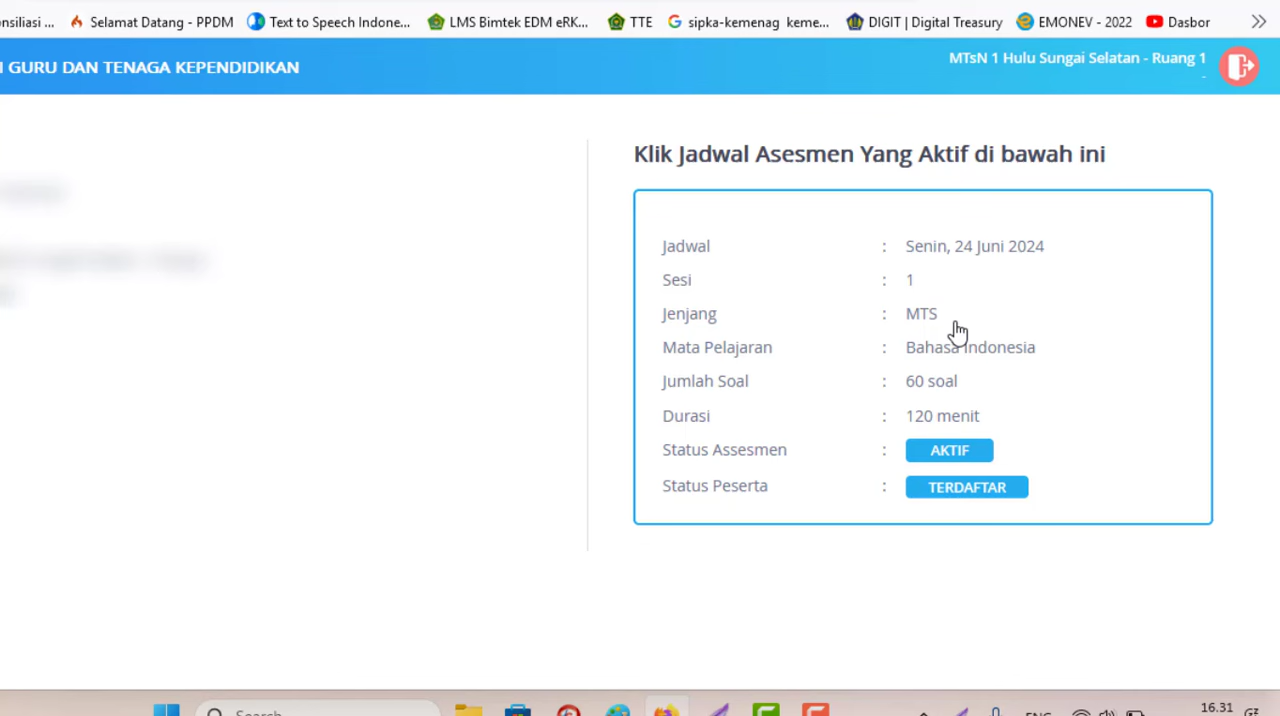 nsiliasi ... Selamat Datang - PPDM Text to Speech Indone... LMS Bimtek EDM eRK... TTE sipka-kemenag keme... DIGIT | Digital Treasury EMONEV - 2022 Dasbor
GURU DAN TENAGA KEPENDIDIKAN
MTsN 1 Hulu Sungai Selatan - Ruang 1
-
Klik Jadwal Asesmen Yang Aktif di bawah ini
Jadwal : Senin, 24 Juni 2024
Sesi : 1
Jenjang : MTS
Mata Pelajaran : Bahasa Indonesia
Jumlah Soal : 60 soal
Durasi : 120 menit
Status Assesmen : AKTIF
Status Peserta : TERDAFTAR
Search ENG 16.31